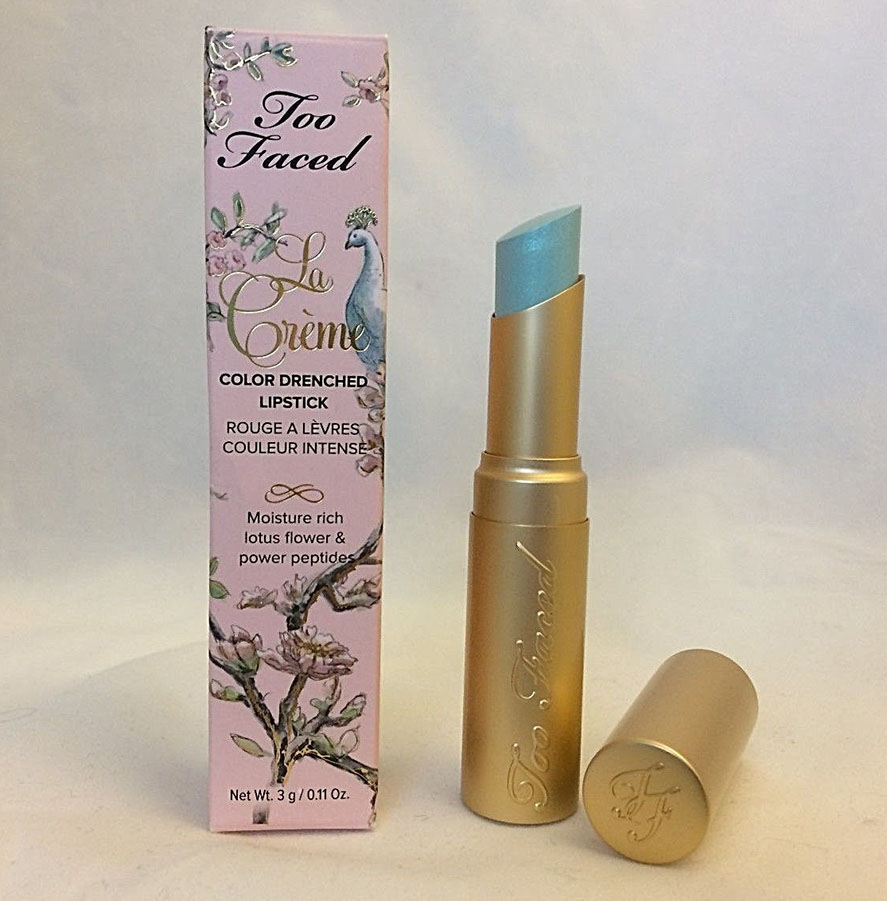 Too
Faced
La
Crème
COLOR DRENCHED
LIPSTICK
ROUGE A LÈVRES
COULEUR INTENSE
Moisture rich
lotus flower &
power peptides
Net Wt. 3 g / 0.11 Oz.
Too Faced
TF